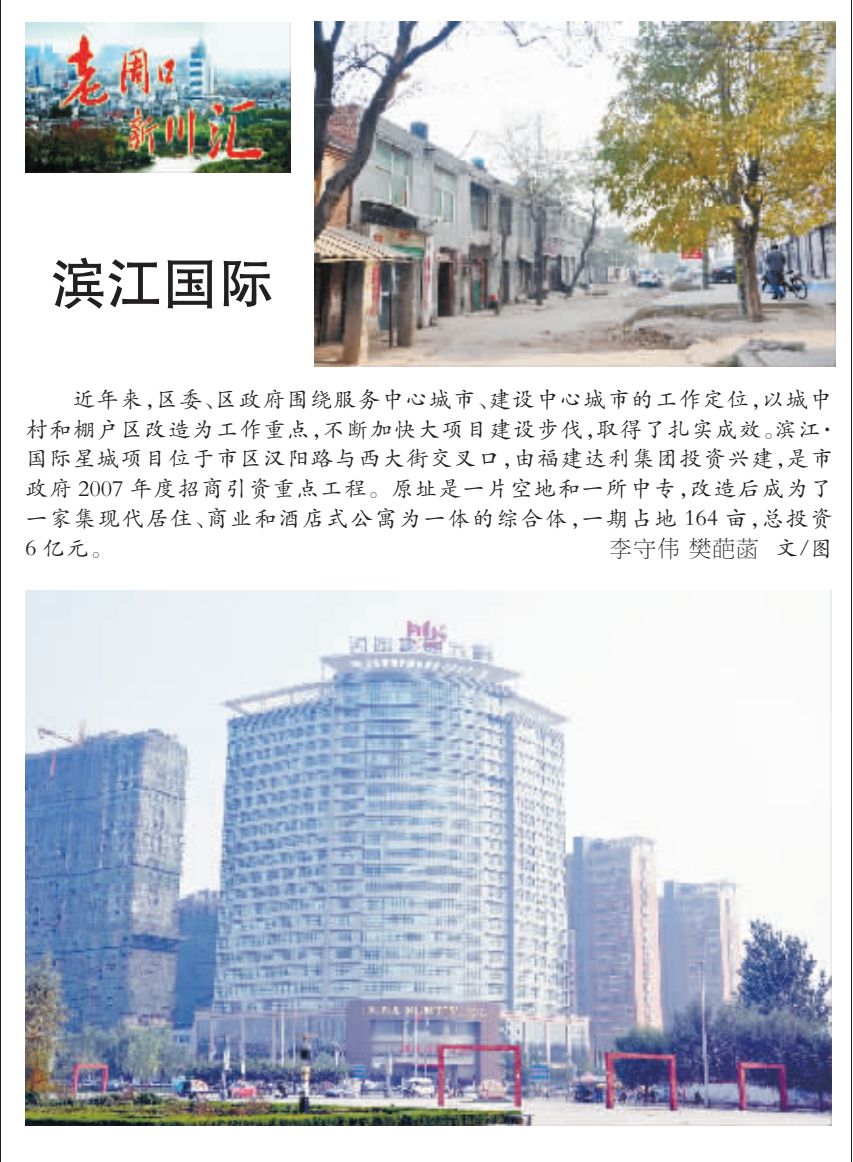 老周口
新川汇
滨江国际
近年来,区委、区政府围绕服务中心城市、建设中心城市的工作定位,以城中
村和棚户区改造为工作重点,不断加快大项目建设步伐,取得了扎实成效。滨江·
国际星城项目位于市区汉阳路与西大街交叉口,由福建达利集团投资兴建,是市
政府2007年度招商引资重点工程。原址是一片空地和一所中专,改造后成为了
一家集现代居住、商业和酒店式公寓为一体的综合体,一期占地164亩,总投资
6亿元。 李守伟 樊葩菡 文/图